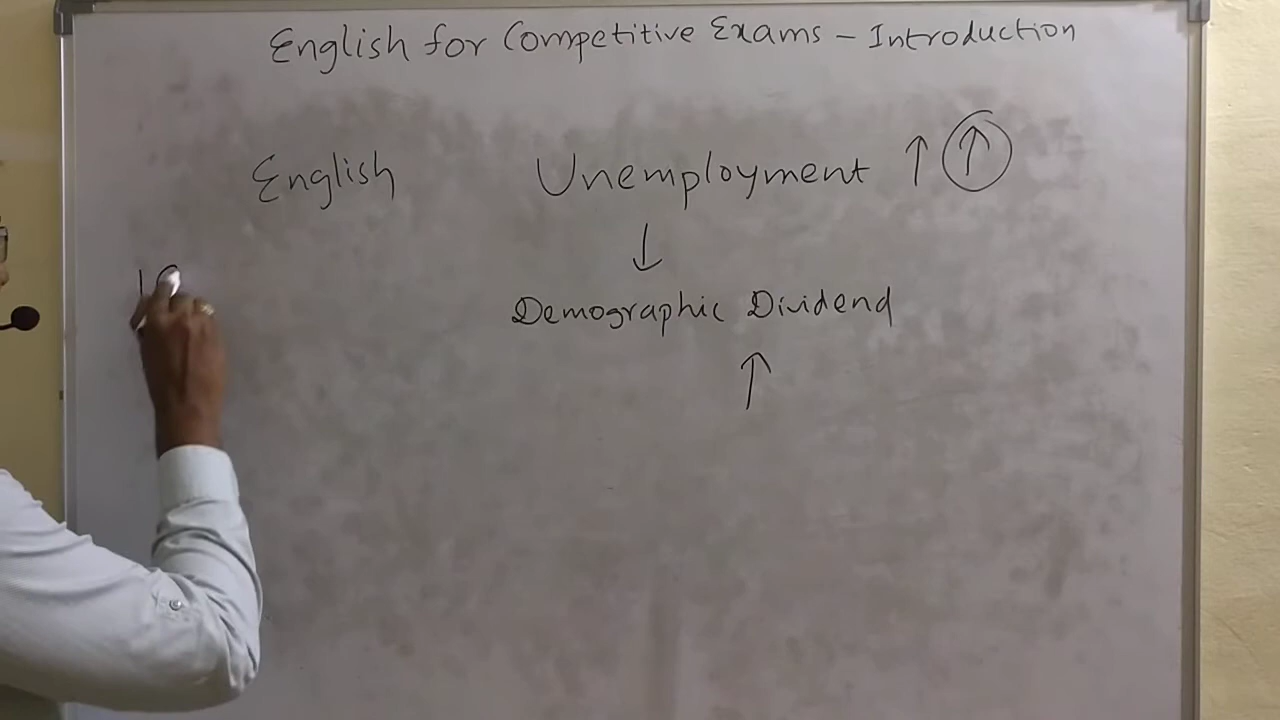 English for Competitive Exams - Introduction
English Unemployment ↑ ↑
↓
Demographic Dividend
↑